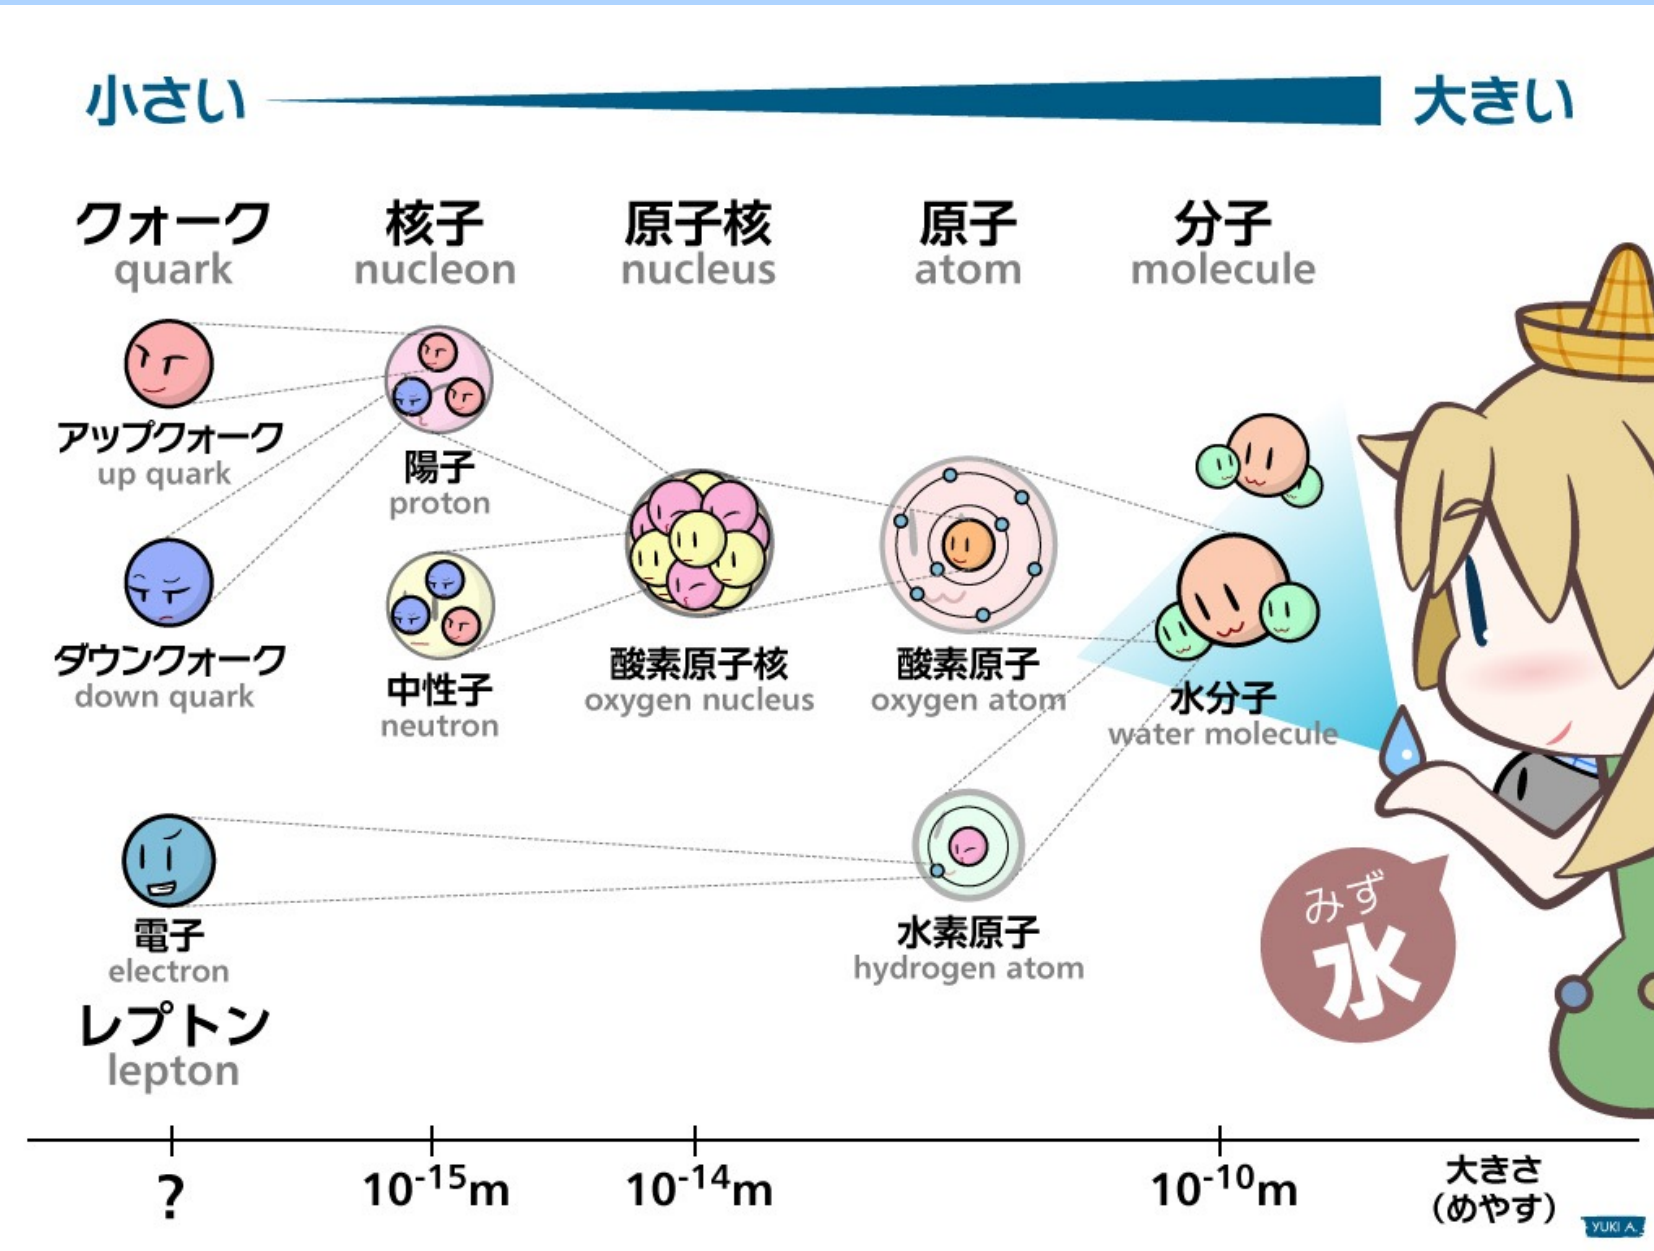 小さい
大きい
クォーク
quark
核子
nucleon
原子核
nucleus
原子
atom
分子
molecule
アップクォーク
up quark
陽子
proton
ダウンクォーク
down quark
中性子
neutron
酸素原子核
oxygen nucleus
酸素原子
oxygen atom
水分子
water molecule
電子
electron
レプトン
lepton
水素原子
hydrogen atom
みず
水
?
10⁻¹⁵m
10⁻¹⁴m
10⁻¹⁰m
大きさ
（めやす）
YUKI A.